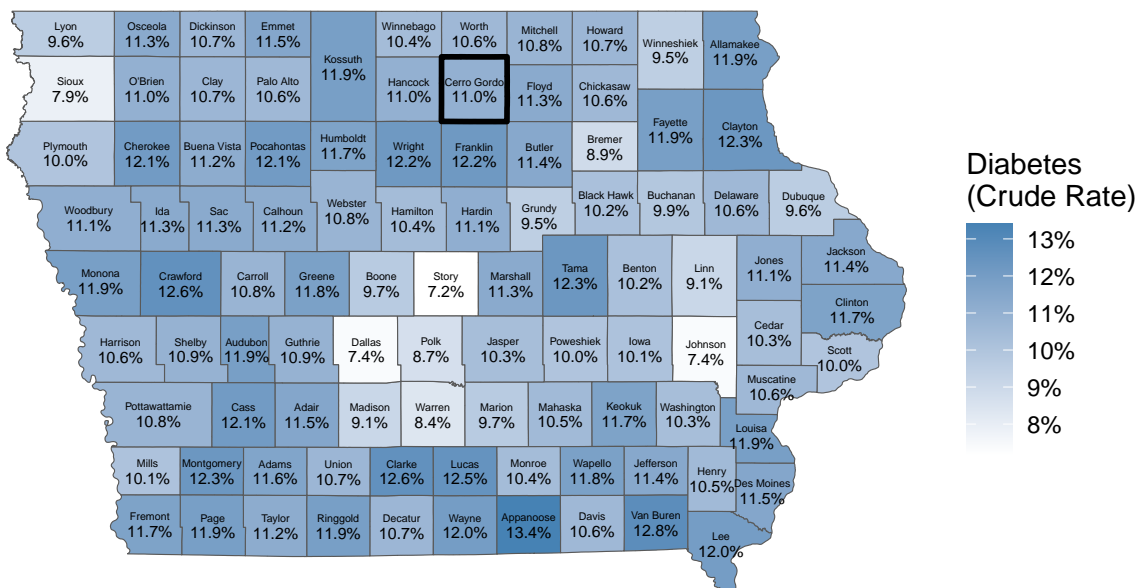 Lyon
9.6%
Osceola
11.3%
Dickinson
10.7%
Emmet
11.5%
Kossuth
11.9%
Winnebago
10.4%
Worth
10.6%
Mitchell
10.8%
Howard
10.7%
Winneshiek
9.5%
Allamakee
11.9%
Sioux
7.9%
O'Brien
11.0%
Clay
10.7%
Palo Alto
10.6%
Hancock
11.0%
Cerro Gordo
11.0%
Floyd
11.3%
Chickasaw
10.6%
Plymouth
10.0%
Cherokee
12.1%
Buena Vista
11.2%
Pocahontas
12.1%
Humboldt
11.7%
Wright
12.2%
Franklin
12.2%
Butler
11.4%
Bremer
8.9%
Fayette
11.9%
Clayton
12.3%
Woodbury
11.1%
Ida
11.3%
Sac
11.3%
Calhoun
11.2%
Webster
10.8%
Hamilton
10.4%
Hardin
11.1%
Grundy
9.5%
Black Hawk
10.2%
Buchanan
9.9%
Delaware
10.6%
Dubuque
9.6%
Monona
11.9%
Crawford
12.6%
Carroll
10.8%
Greene
11.8%
Boone
9.7%
Story
7.2%
Marshall
11.3%
Tama
12.3%
Benton
10.2%
Linn
9.1%
Jones
11.1%
Jackson
11.4%
Clinton
11.7%
Harrison
10.6%
Shelby
10.9%
Audubon
11.9%
Guthrie
10.9%
Dallas
7.4%
Polk
8.7%
Jasper
10.3%
Poweshiek
10.0%
Iowa
10.1%
Johnson
7.4%
Cedar
10.3%
Scott
10.0%
Muscatine
10.6%
Pottawattamie
10.8%
Cass
12.1%
Adair
11.5%
Madison
9.1%
Warren
8.4%
Marion
9.7%
Mahaska
10.5%
Keokuk
11.7%
Washington
10.3%
Louisa
11.9%
Mills
10.1%
Montgomery
12.3%
Adams
11.6%
Union
10.7%
Clarke
12.6%
Lucas
12.5%
Monroe
10.4%
Wapello
11.8%
Jefferson
11.4%
Henry
10.5%
Des Moines
11.5%
Fremont
11.7%
Page
11.9%
Taylor
11.2%
Ringgold
11.9%
Decatur
10.7%
Wayne
12.0%
Appanoose
13.4%
Davis
10.6%
Van Buren
12.8%
Lee
12.0%
Diabetes
(Crude Rate)
13%
12%
11%
10%
9%
8%